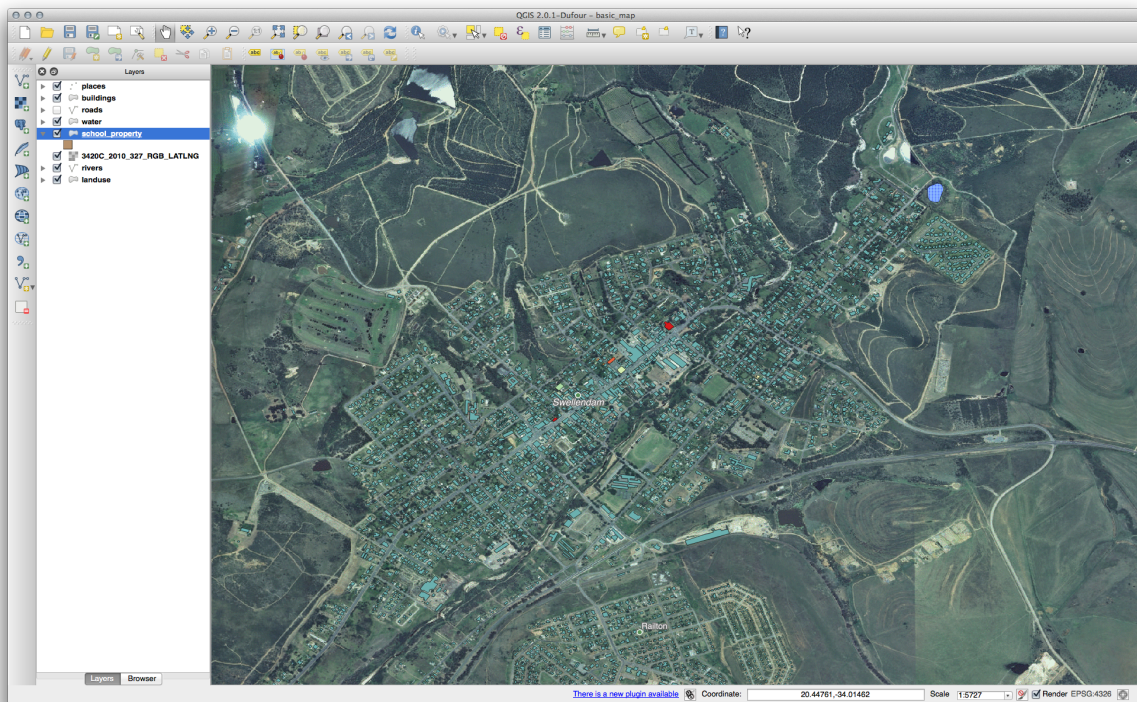 QGIS 2.0.1-Dufour – basic_map
Layers
places
buildings
roads
water
school_property
3420C_2010_327_RGB_LATLNG
rivers
landuse
Swellendam
Railton
Layers Browser
There is a new plugin available Coordinate: 20.44761,-34.01462 Scale 1:5727 Render EPSG:4326